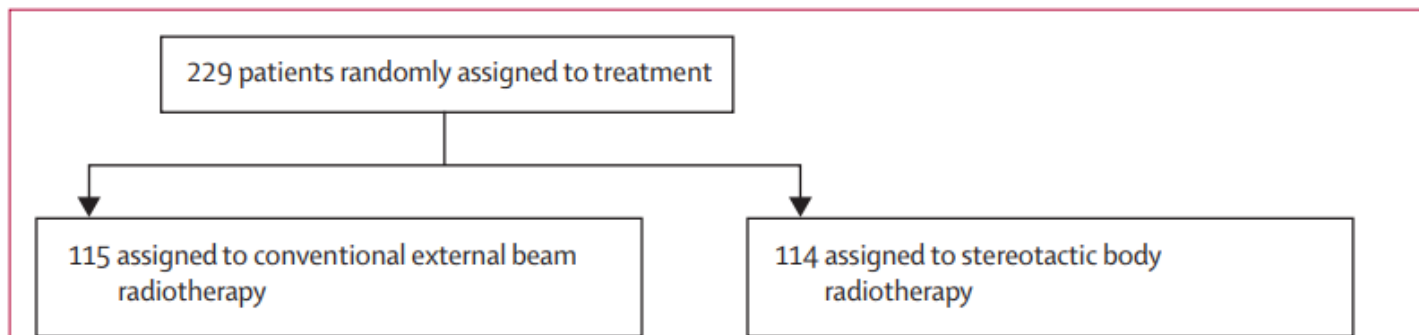 229 patients randomly assigned to treatment
115 assigned to conventional external beam
radiotherapy
114 assigned to stereotactic body
radiotherapy